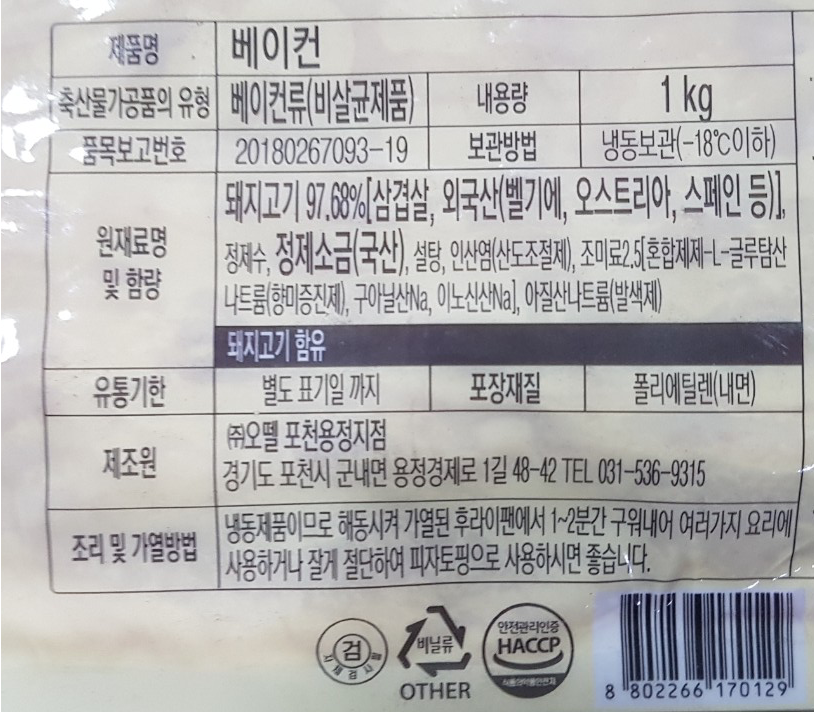 제품명 베이컨
축산물가공품의 유형 베이컨류(비살균제품) 내용량 1 kg
품목보고번호 20180267093-19 보관방법 냉동보관(-18℃이하)
원재료명 및 함량
돼지고기 97.68%[삼겹살, 외국산(벨기에, 오스트리아, 스페인 등)],
정제수, 정제소금(국산), 설탕, 인산염(산도조절제), 조미료2.5[혼합제제-L-글루탐산
나트륨(향미증진제), 구아닐산Na, 이노신산Na], 아질산나트륨(발색제)
돼지고기 함유
유통기한 별도 표기일 까지 포장재질 폴리에틸렌(내면)
제조원
㈜오뗄 포천용정지점
경기도 포천시 군내면 용정경제로 1길 48-42 TEL 031-536-9315
조리 및 가열방법
냉동제품이므로 해동시켜 가열된 후라이팬에서 1~2분간 구워내어 여러가지 요리에
사용하거나 잘게 절단하여 피자토핑으로 사용하시면 좋습니다.
검
자체검사필
비닐류
OTHER
안전관리인증
HACCP
식품의약품안전처
8 802266 170129